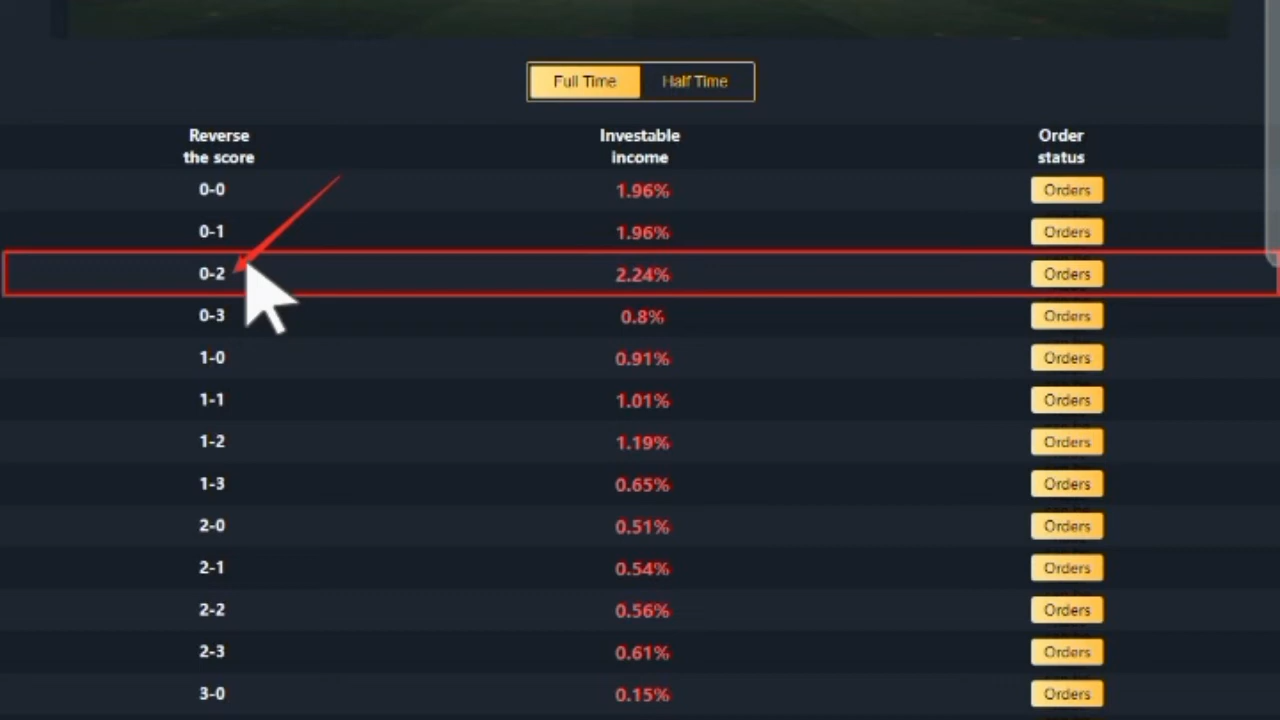 Full Time Half Time
Reverse Investable Order
the score income status
0-0 1.96% Orders
0-1 1.96% Orders
0-2 2.24% Orders
0-3 0.8% Orders
1-0 0.91% Orders
1-1 1.01% Orders
1-2 1.19% Orders
1-3 0.65% Orders
2-0 0.51% Orders
2-1 0.54% Orders
2-2 0.56% Orders
2-3 0.61% Orders
3-0 0.15% Orders